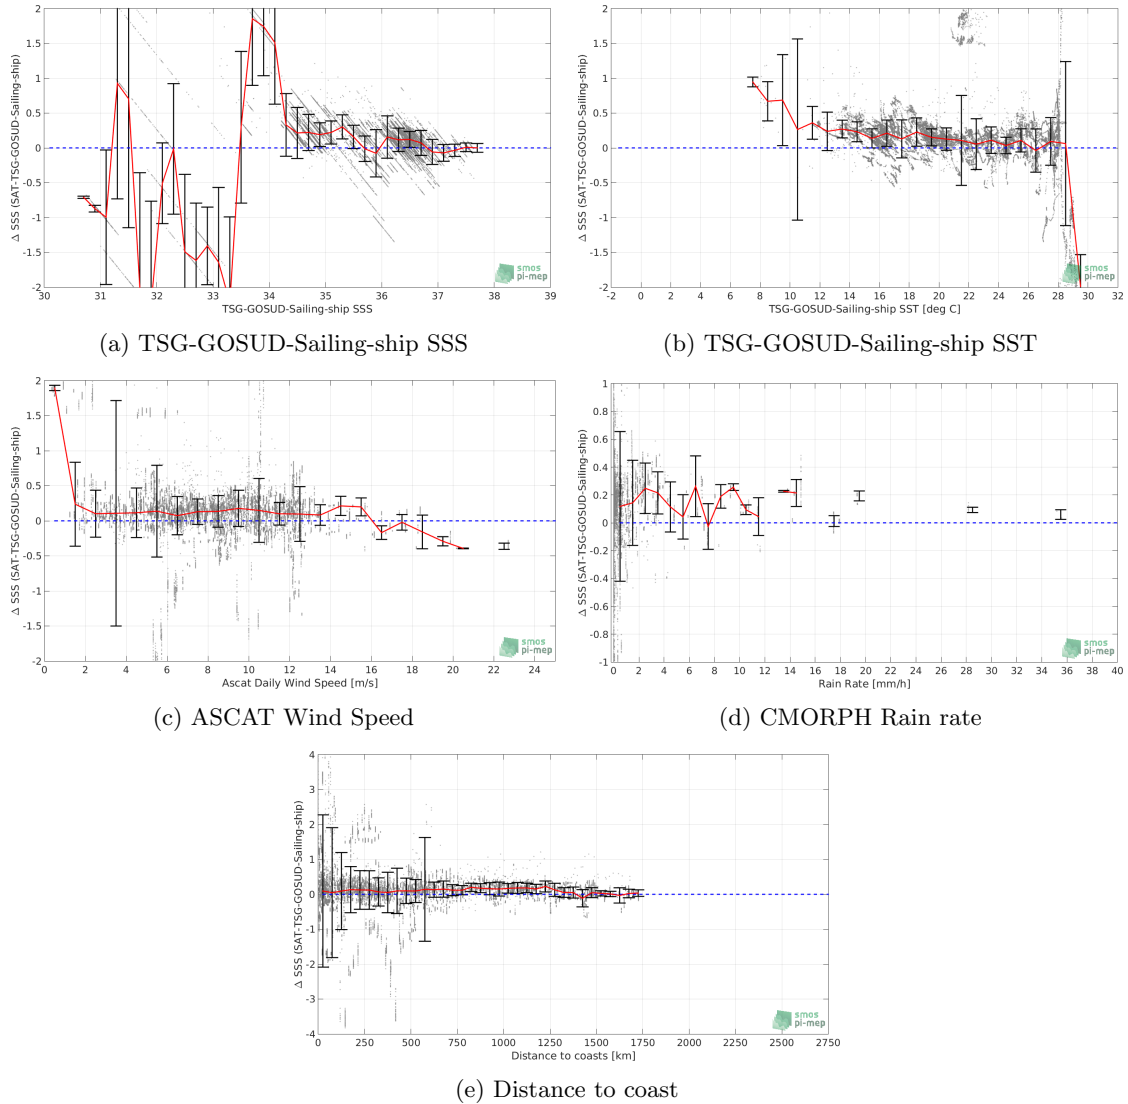 2
1.5
1
0.5
0
-0.5
-1
-1.5
-2
Δ SSS (SAT-TSG-GOSUD-Sailing-ship)
30 31 32 33 34 35 36 37 38 39
TSG-GOSUD-Sailing-ship SSS
smos
pi-mep
(a) TSG-GOSUD-Sailing-ship SSS
2
1.5
1
0.5
0
-0.5
-1
-1.5
-2
Δ SSS (SAT-TSG-GOSUD-Sailing-ship)
-2 0 2 4 6 8 10 12 14 16 18 20 22 24 26 28 30 32
TSG-GOSUD-Sailing-ship SST [deg C]
smos
pi-mep
(b) TSG-GOSUD-Sailing-ship SST
2
1.5
1
0.5
0
-0.5
-1
-1.5
-2
Δ SSS (SAT-TSG-GOSUD-Sailing-ship)
0 2 4 6 8 10 12 14 16 18 20 22 24
Ascat Daily Wind Speed [m/s]
smos
pi-mep
(c) ASCAT Wind Speed
1
0.8
0.6
0.4
0.2
0
-0.2
-0.4
-0.6
-0.8
-1
Δ SSS (SAT-TSG-GOSUD-Sailing-ship)
0 2 4 6 8 10 12 14 16 18 20 22 24 26 28 30 32 34 36 38 40
Rain Rate [mm/h]
smos
pi-mep
(d) CMORPH Rain rate
4
3
2
1
0
-1
-2
-3
-4
Δ SSS (SAT-TSG-GOSUD-Sailing-ship)
0 250 500 750 1000 1250 1500 1750 2000 2250 2500 2750
Distance to coasts [km]
smos
pi-mep
(e) Distance to coast